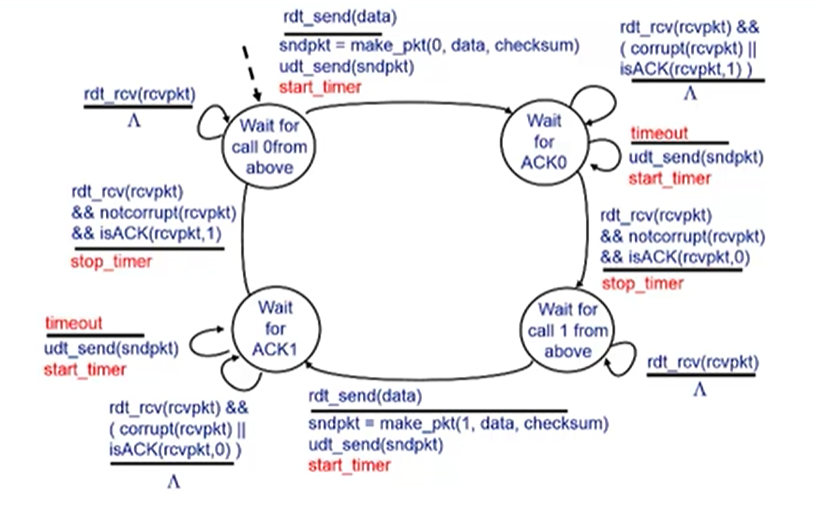 rdt_send(data)
sndpkt = make_pkt(0, data, checksum)
udt_send(sndpkt)
start_timer
rdt_rcv(rcvpkt) &&
( corrupt(rcvpkt) ||
isACK(rcvpkt,1) )
Λ
rdt_rcv(rcvpkt)
Λ
Wait for
call 0from
above
Wait
for
ACK0
timeout
udt_send(sndpkt)
start_timer
rdt_rcv(rcvpkt)
&& notcorrupt(rcvpkt)
&& isACK(rcvpkt,1)
stop_timer
rdt_rcv(rcvpkt)
&& notcorrupt(rcvpkt)
&& isACK(rcvpkt,0)
stop_timer
timeout
udt_send(sndpkt)
start_timer
Wait
for
ACK1
Wait for
call 1 from
above
rdt_rcv(rcvpkt)
Λ
rdt_rcv(rcvpkt) &&
( corrupt(rcvpkt) ||
isACK(rcvpkt,0) )
Λ
rdt_send(data)
sndpkt = make_pkt(1, data, checksum)
udt_send(sndpkt)
start_timer